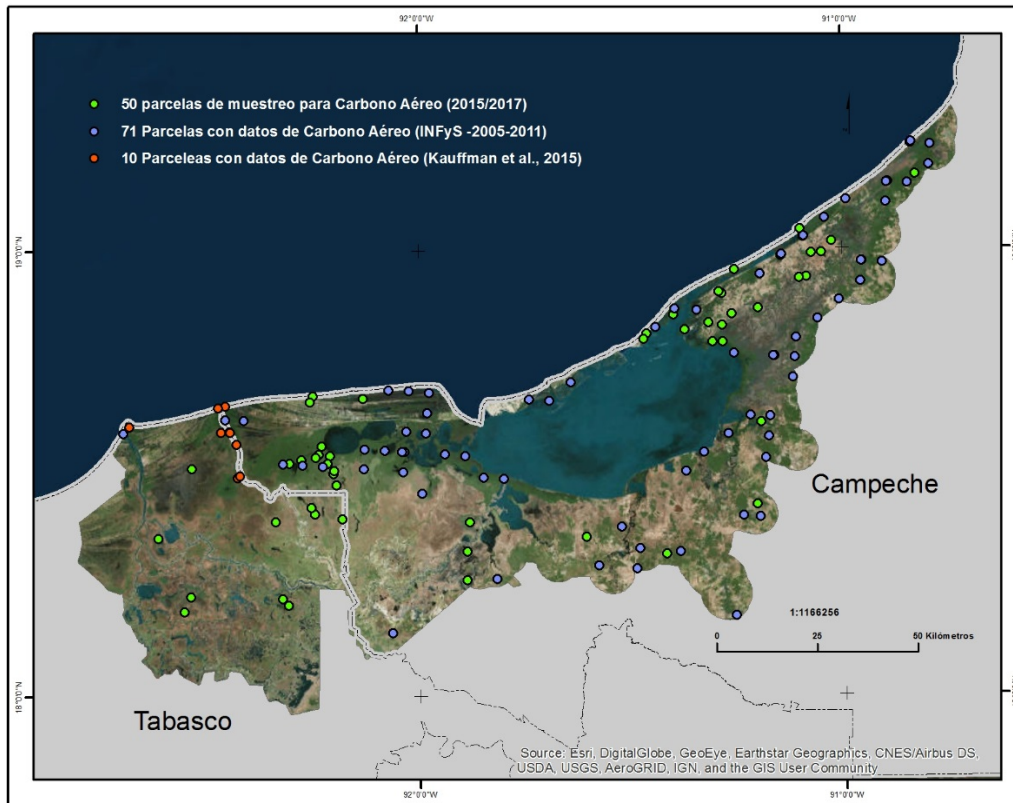 92°0'0"W
91°0'0"W
50 parcelas de muestreo para Carbono Aéreo (2015/2017)
71 Parcelas con datos de Carbono Aéreo (INFyS -2005-2011)
10 Parceleas con datos de Carbono Aéreo (Kauffman et al., 2015)
19°0'0"N
Campeche
1:1166256
0
25
50 Kilómetros
18°0'0"N
Tabasco
Source: Esri, DigitalGlobe, GeoEye, Earthstar Geographics, CNES/Airbus DS,
USDA, USGS, AeroGRID, IGN, and the GIS User Community
92°0'0"W
91°0'0"W